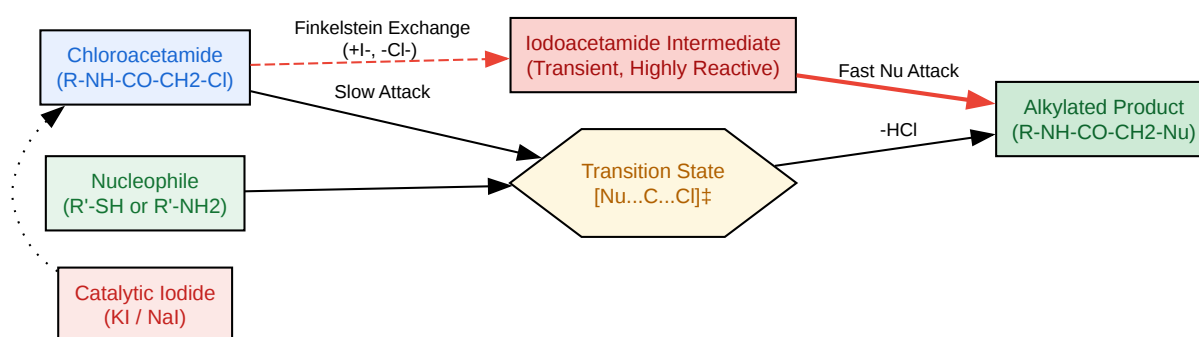 Chloroacetamide
(R-NH-CO-CH2-Cl)
Finkelstein Exchange
(+I-, -Cl-)
Iodoacetamide Intermediate
(Transient, Highly Reactive)
Fast Nu Attack
Slow Attack
Alkylated Product
(R-NH-CO-CH2-Nu)
-HCl
Nucleophile
(R'-SH or R'-NH2)
Transition State
[Nu...C...Cl]‡
Catalytic Iodide
(KI / NaI)